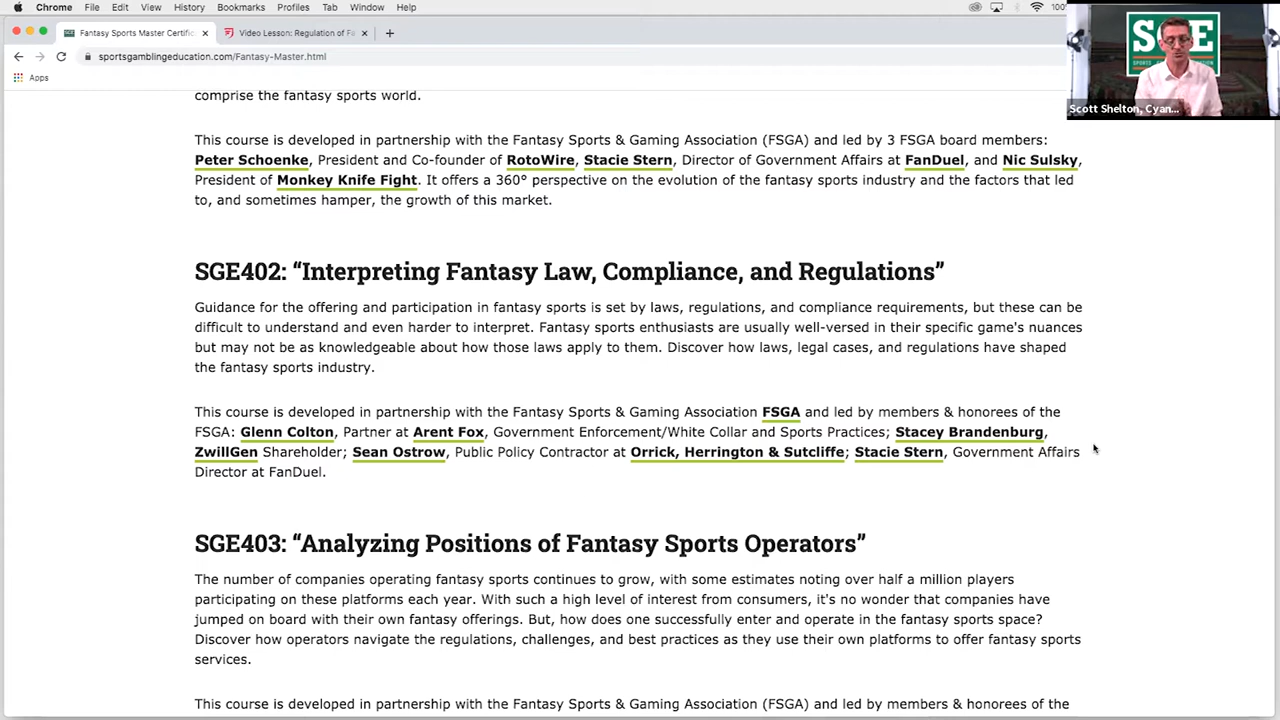 Chrome File Edit View History Bookmarks Profiles Tab Window Help 100%
Fantasy Sports Master Certific Video Lesson: Regulation of Fa
sportsgamblingeducation.com/Fantasy-Master.html
Apps
SGE
Scott Shelton, Cyan...
comprise the fantasy sports world.
This course is developed in partnership with the Fantasy Sports & Gaming Association (FSGA) and led by 3 FSGA board members:
Peter Schoenke, President and Co-founder of RotoWire, Stacie Stern, Director of Government Affairs at FanDuel, and Nic Sulsky,
President of Monkey Knife Fight. It offers a 360° perspective on the evolution of the fantasy sports industry and the factors that led
to, and sometimes hamper, the growth of this market.
SGE402: “Interpreting Fantasy Law, Compliance, and Regulations”
Guidance for the offering and participation in fantasy sports is set by laws, regulations, and compliance requirements, but these can be
difficult to understand and even harder to interpret. Fantasy sports enthusiasts are usually well-versed in their specific game's nuances
but may not be as knowledgeable about how those laws apply to them. Discover how laws, legal cases, and regulations have shaped
the fantasy sports industry.
This course is developed in partnership with the Fantasy Sports & Gaming Association FSGA and led by members & honorees of the
FSGA: Glenn Colton, Partner at Arent Fox, Government Enforcement/White Collar and Sports Practices; Stacey Brandenburg,
ZwillGen Shareholder; Sean Ostrow, Public Policy Contractor at Orrick, Herrington & Sutcliffe; Stacie Stern, Government Affairs
Director at FanDuel.
SGE403: “Analyzing Positions of Fantasy Sports Operators”
The number of companies operating fantasy sports continues to grow, with some estimates noting over half a million players
participating on these platforms each year. With such a high level of interest from consumers, it's no wonder that companies have
jumped on board with their own fantasy offerings. But, how does one successfully enter and operate in the fantasy sports space?
Discover how operators navigate the regulations, challenges, and best practices as they use their own platforms to offer fantasy sports
services.
This course is developed in partnership with the Fantasy Sports & Gaming Association (FSGA) and led by members & honorees of the